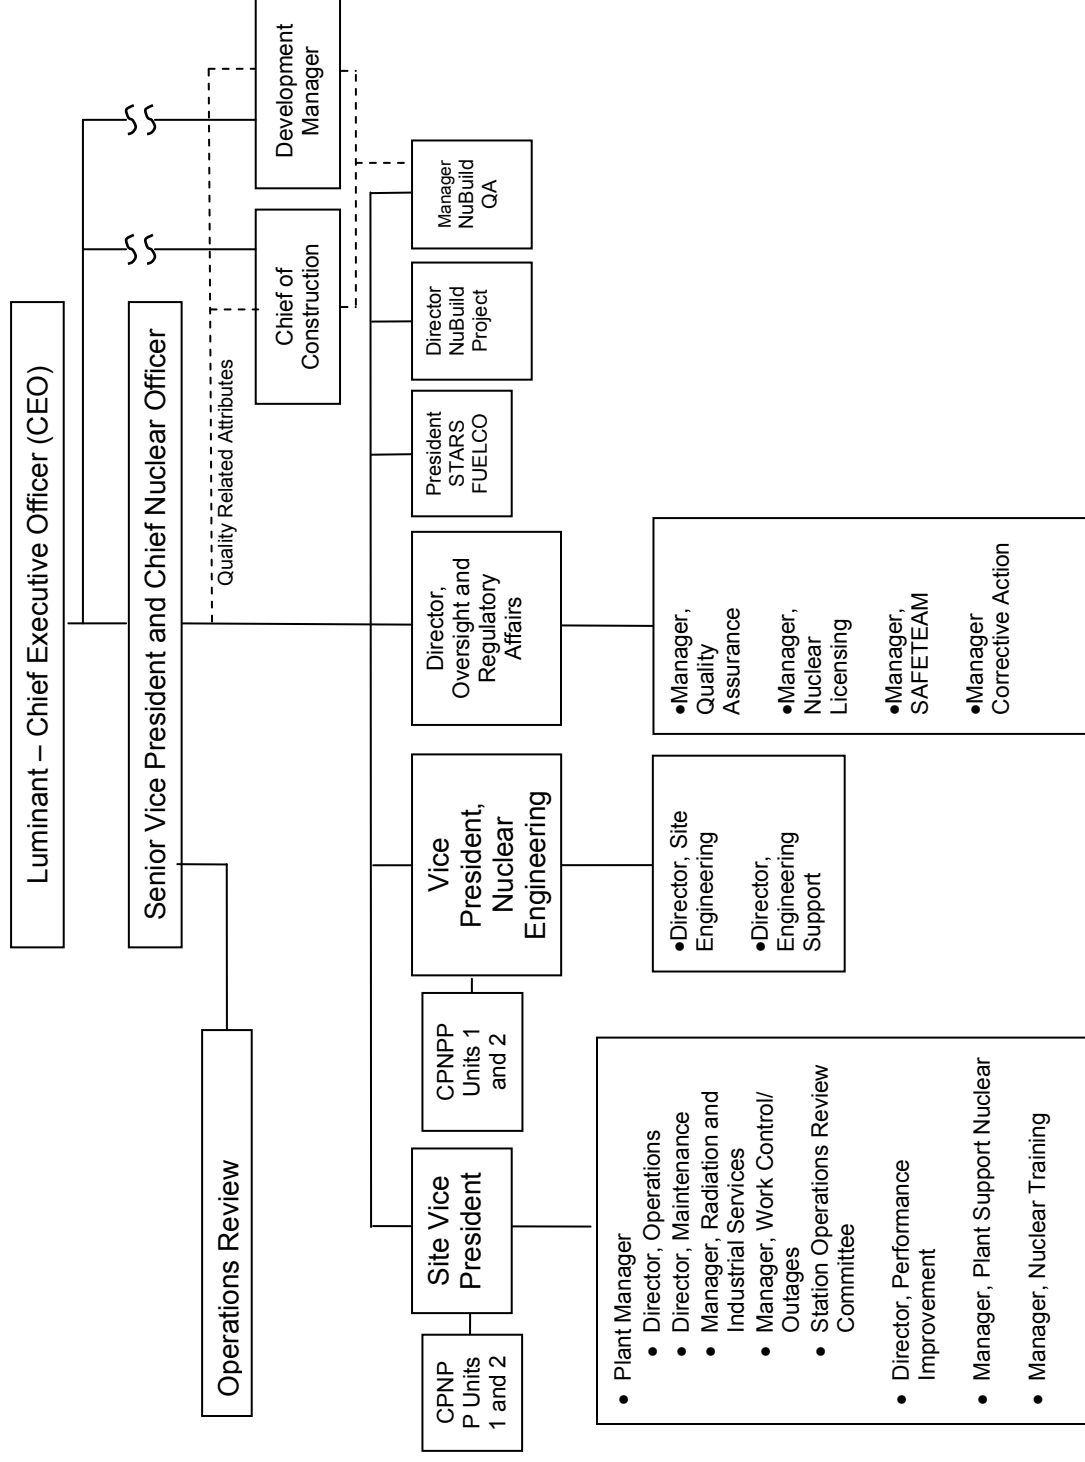 Luminant – Chief Executive Officer (CEO)
Senior Vice President and Chief Nuclear Officer
Operations Review
Quality Related Attributes
Chief of
Construction
Development
Manager
CPNP
P Units
1 and 2
Site Vice
President
CPNPP
Units 1
and 2
Vice
President,
Nuclear
Engineering
Director,
Oversight and
Regulatory
Affairs
President
STARS
FUELCO
Director
NuBuild
Project
Manager
NuBuild
QA
• Plant Manager
• Director, Operations
• Director, Maintenance
• Manager, Radiation and
Industrial Services
• Manager, Work Control/
Outages
• Station Operations Review
Committee
• Director, Performance
Improvement
• Manager, Plant Support Nuclear
• Manager, Nuclear Training
•Director, Site
Engineering
•Director,
Engineering
Support
•Manager,
Quality
Assurance
•Manager,
Nuclear
Licensing
•Manager,
SAFETEAM
•Manager
Corrective Action